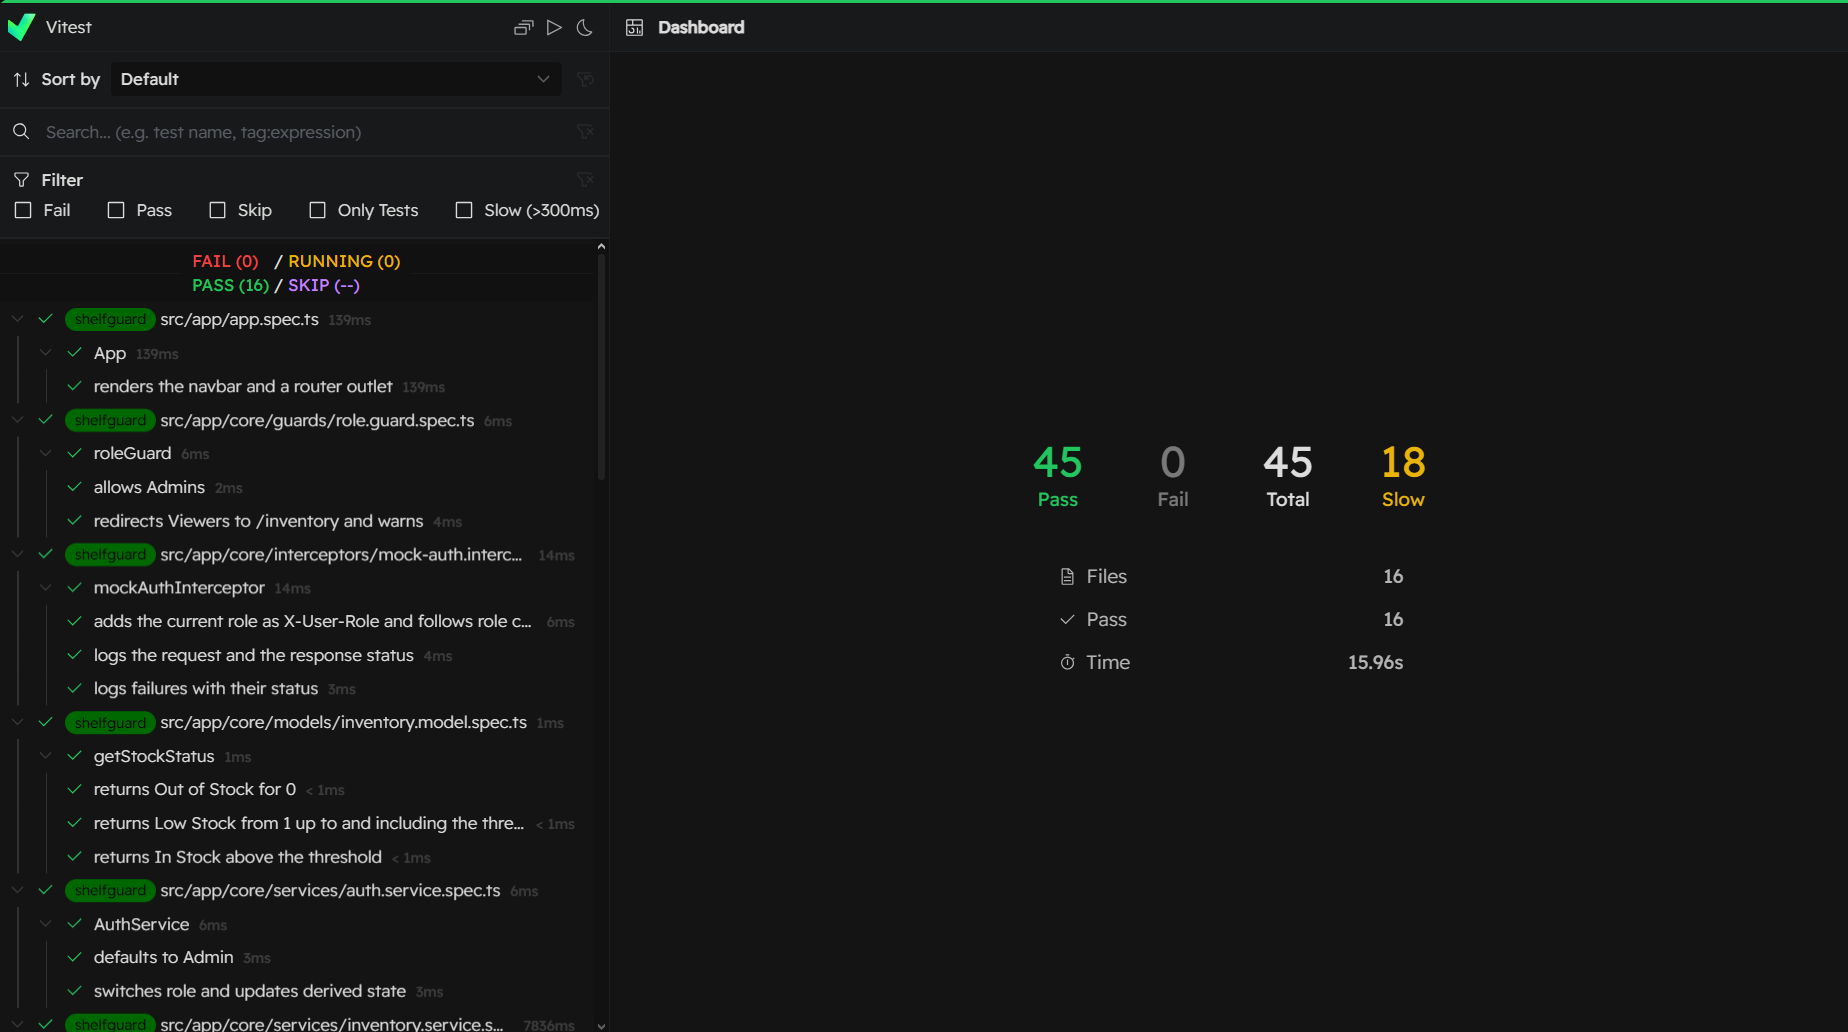 Vitest
Dashboard
Sort by Default
Search... (e.g. test name, tag:expression)
Filter
Fail Pass Skip Only Tests Slow (>300ms)
FAIL (0) / RUNNING (0)
PASS (16) / SKIP (--)
shelfguard src/app/app.spec.ts 139ms
App 139ms
renders the navbar and a router outlet 139ms
shelfguard src/app/core/guards/role.guard.spec.ts 6ms
roleGuard 6ms
allows Admins 2ms
redirects Viewers to /inventory and warns 4ms
shelfguard src/app/core/interceptors/mock-auth.interc... 14ms
mockAuthInterceptor 14ms
adds the current role as X-User-Role and follows role c... 6ms
logs the request and the response status 4ms
logs failures with their status 3ms
shelfguard src/app/core/models/inventory.model.spec.ts 1ms
getStockStatus 1ms
returns Out of Stock for 0 < 1ms
returns Low Stock from 1 up to and including the thre... < 1ms
returns In Stock above the threshold < 1ms
shelfguard src/app/core/services/auth.service.spec.ts 6ms
AuthService 6ms
defaults to Admin 3ms
switches role and updates derived state 3ms
shelfguard src/app/core/services/inventory.service.s... 7836ms
45 0 45 18
Pass Fail Total Slow
Files 16
Pass 16
Time 15.96s